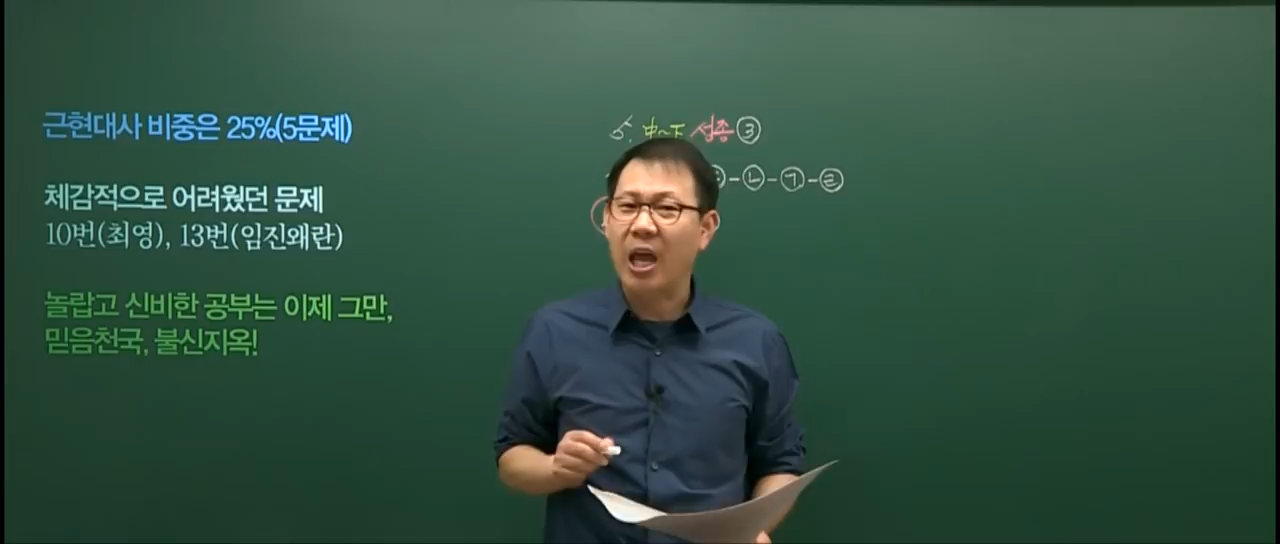 근현대사 비중은 25%(5문제)
체감적으로 어려웠던 문제
10번(최영), 13번(임진왜란)
놀랍고 신비한 공부는 이제 그만,
믿음천국, 불신지옥!
5. 中~下 성종 ③
-ㄴ-ㄱ-ㄹ